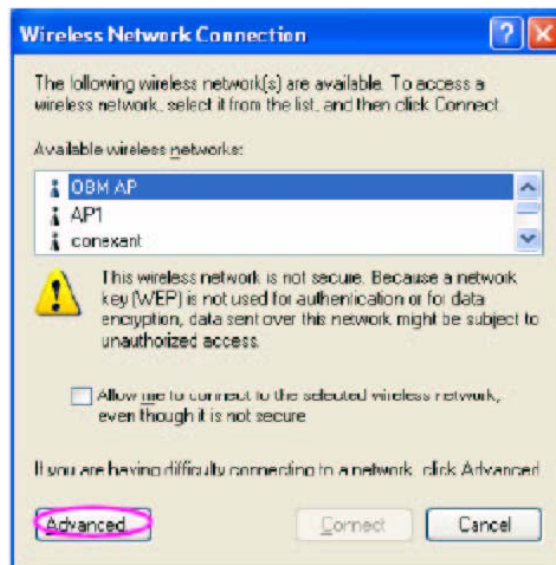 Wireless Network Connection
The following wireless network(s) are available. To access a
wireless network, select it from the list, and then click Connect.
Available wireless networks:
OBM AP
AP1
conexant
This wireless network is not secure. Because a network
key (WEP) is not used for authentication or for data
encryption, data sent over this network might be subject to
unauthorized access.
Allow me to connect to the selected wireless network,
even though it is not secure
If you are having difficulty connecting to a network, click Advanced.
Advanced...
Connect
Cancel